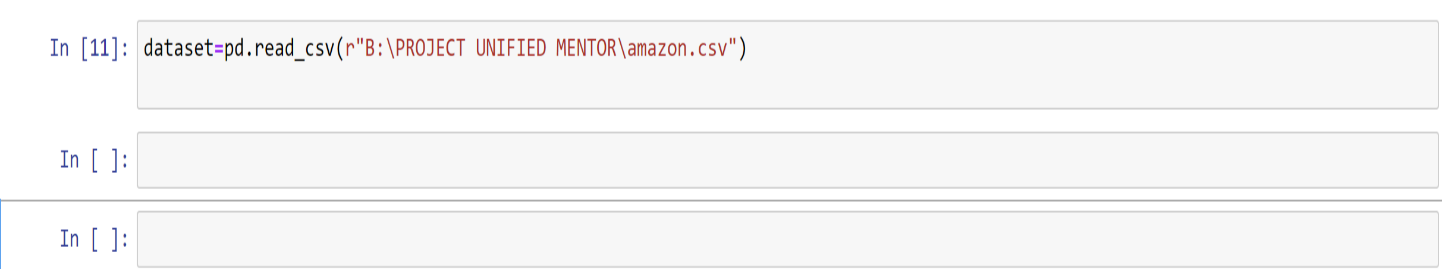 In [11]: dataset=pd.read_csv(r"B:\PROJECT UNIFIED MENTOR\amazon.csv")
In [ ]:
In [ ]: